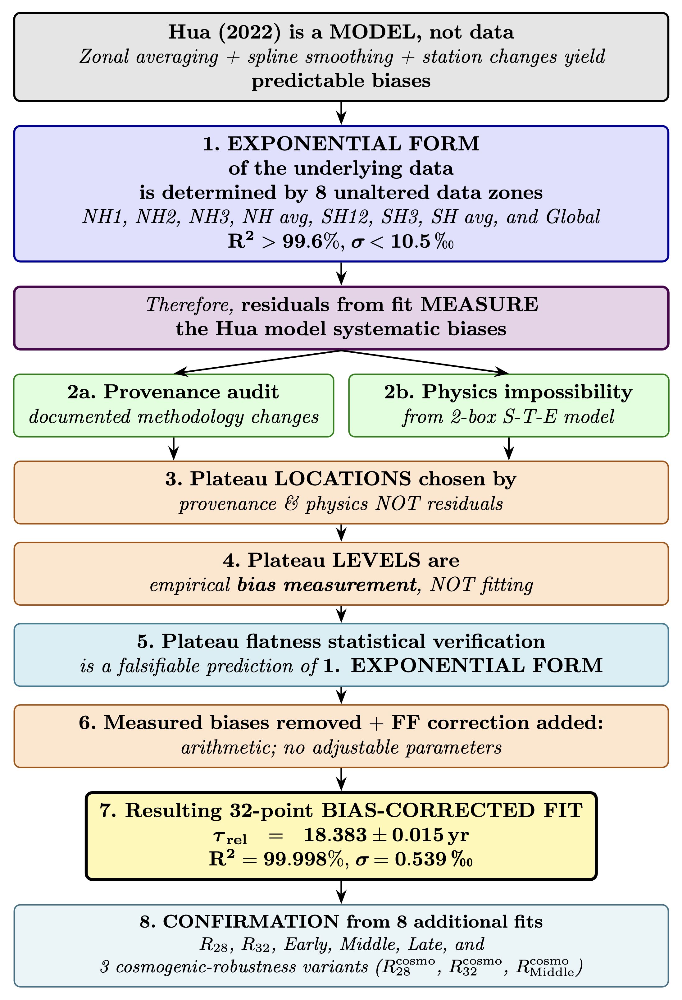 Hua (2022) is a MODEL, not data
Zonal averaging + spline smoothing + station changes yield
predictable biases
1. EXPONENTIAL FORM
of the underlying data
is determined by 8 unaltered data zones
NH1, NH2, NH3, NH avg, SH12, SH3, SH avg, and Global
R² > 99.6%, σ < 10.5 ‰
Therefore, residuals from fit MEASURE
the Hua model systematic biases
2a. Provenance audit
documented methodology changes
2b. Physics impossibility
from 2-box S-T-E model
3. Plateau LOCATIONS chosen by
provenance & physics NOT residuals
4. Plateau LEVELS are
empirical bias measurement, NOT fitting
5. Plateau flatness statistical verification
is a falsifiable prediction of 1. EXPONENTIAL FORM
6. Measured biases removed + FF correction added:
arithmetic; no adjustable parameters
7. Resulting 32-point BIAS-CORRECTED FIT
τ_rel = 18.383 ± 0.015 yr
R² = 99.998%, σ = 0.539 ‰
8. CONFIRMATION from 8 additional fits
R₂₈, R₃₂, Early, Middle, Late, and
3 cosmogenic-robustness variants (R₂₈^cosmo, R₃₂^cosmo, R_Middle^cosmo)